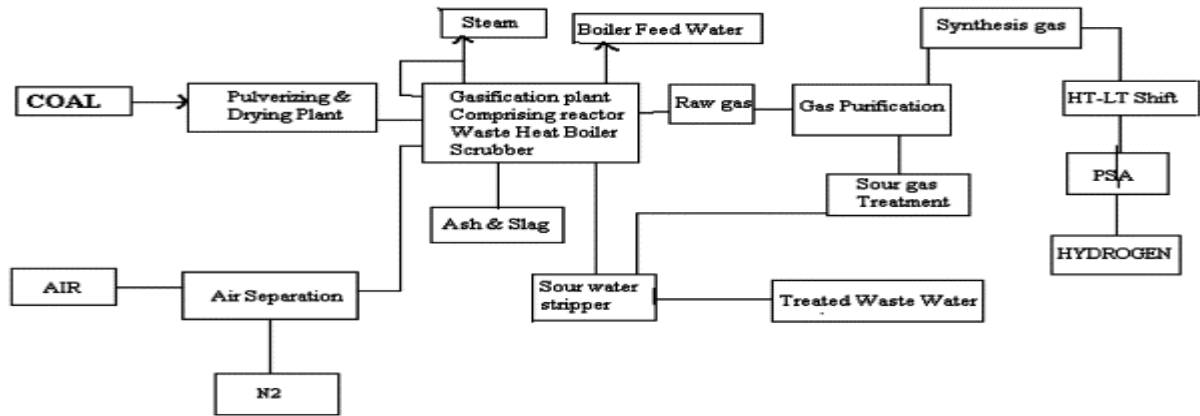 Steam
Boiler Feed Water
Synthesis gas
COAL
Pulverizing &
Drying Plant
Gasification plant
Comprising reactor
Waste Heat Boiler
Scrubber
Raw gas
Gas Purification
HT-LT Shift
PSA
Sour gas
Treatment
Ash & Slag
HYDROGEN
AIR
Air Separation
Sour water
stripper
Treated Waste Water
N2